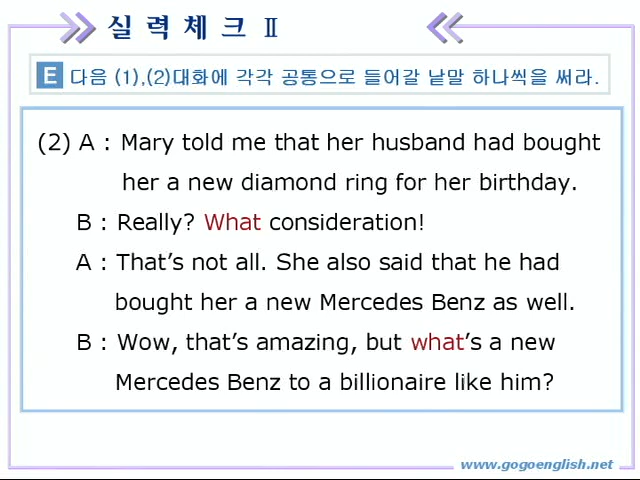 실 력 체 크 Ⅱ
E 다음 (1),(2)대화에 각각 공통으로 들어갈 낱말 하나씩을 써라.
(2) A : Mary told me that her husband had bought
her a new diamond ring for her birthday.
B : Really? What consideration!
A : That’s not all. She also said that he had
bought her a new Mercedes Benz as well.
B : Wow, that’s amazing, but what’s a new
Mercedes Benz to a billionaire like him?
www.gogoenglish.net